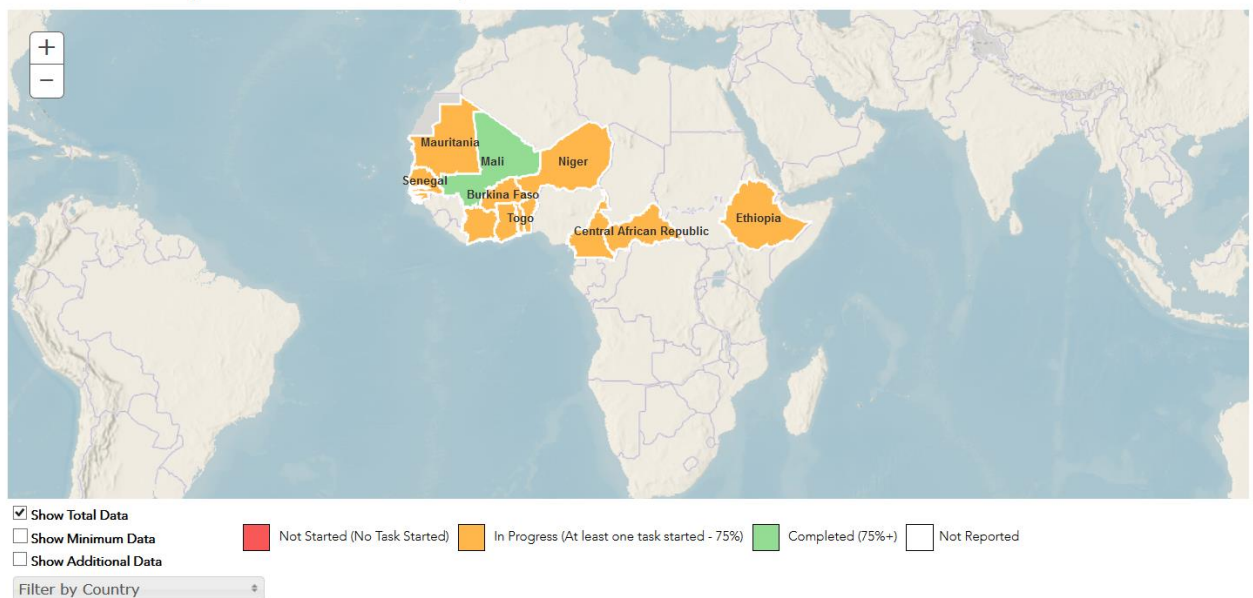 +
−
Mauritania
Mali
Niger
Senegal
Burkina Faso
Togo
Central African Republic
Ethiopia
Show Total Data
Show Minimum Data
Show Additional Data
Not Started (No Task Started)
In Progress (At least one task started - 75%)
Completed (75%+)
Not Reported
Filter by Country